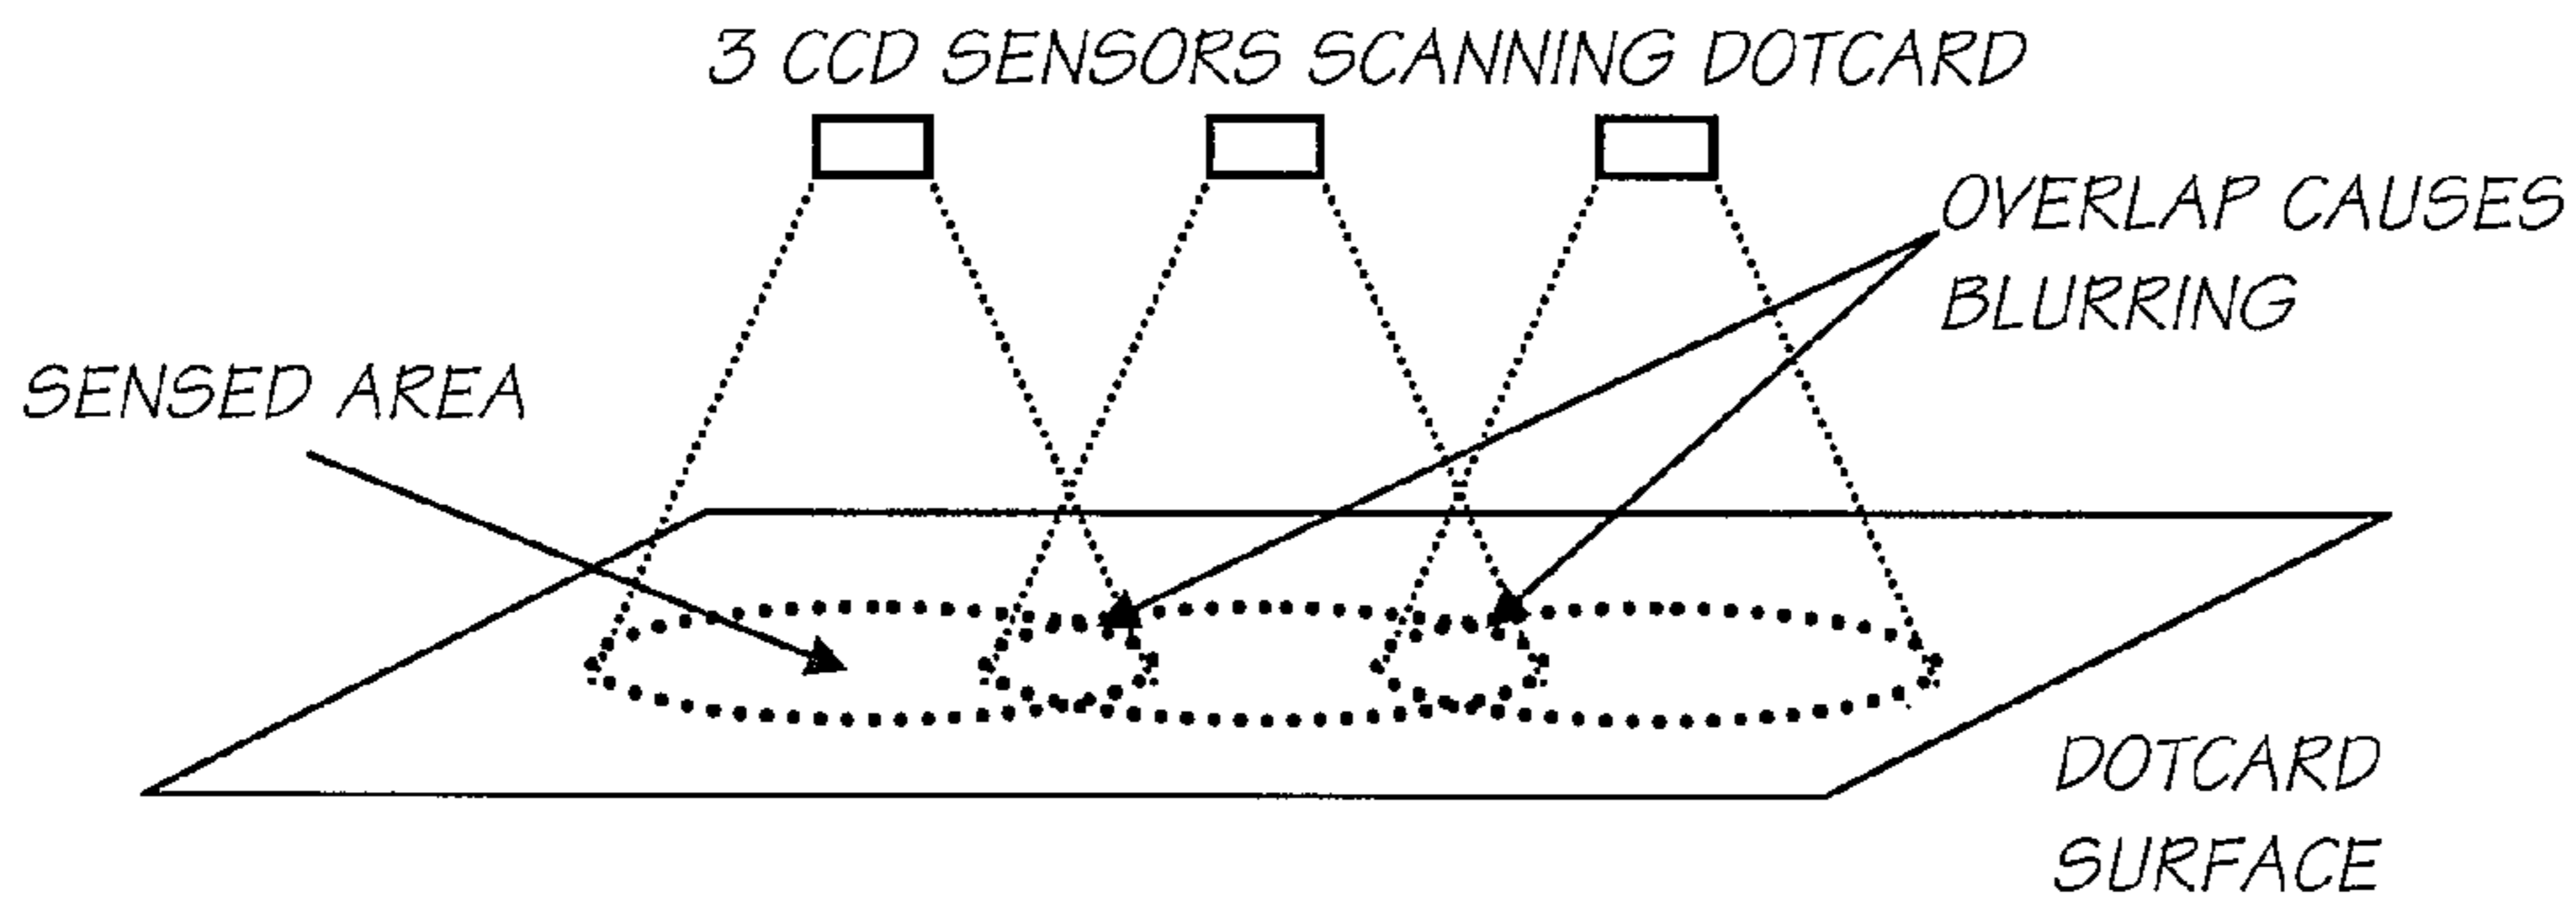 3 CCD SENSORS SCANNING DOTCARD
OVERLAP CAUSES
BLURRING
SENSED AREA
DOTCARD
SURFACE